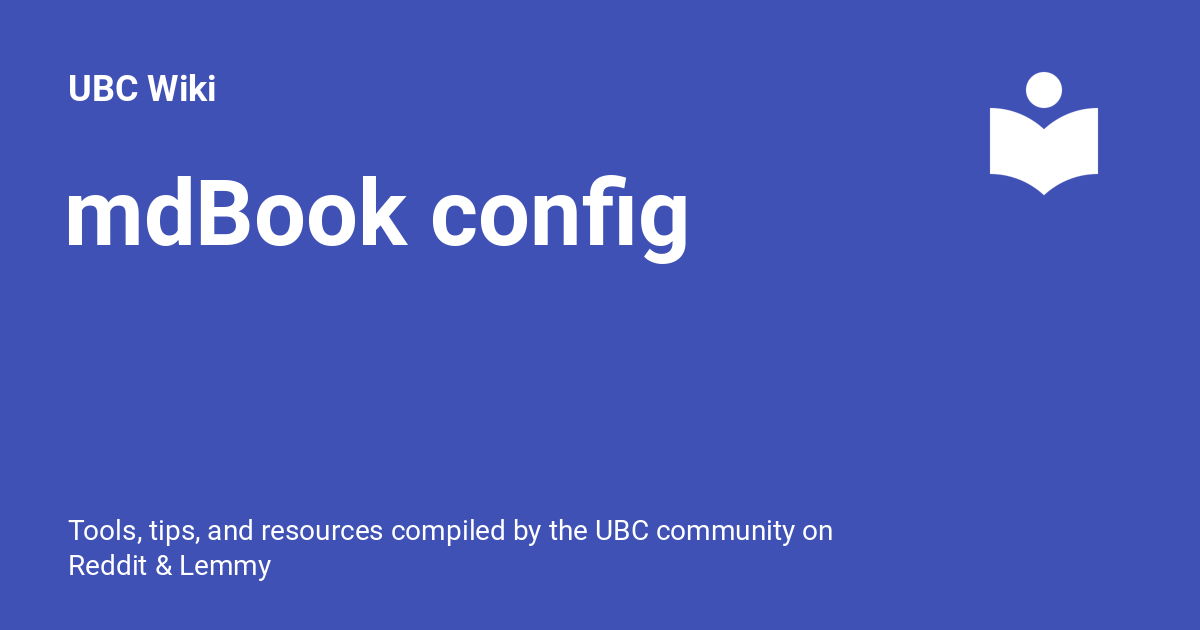 UBC Wiki
mdBook config
Tools, tips, and resources compiled by the UBC community on
Reddit & Lemmy